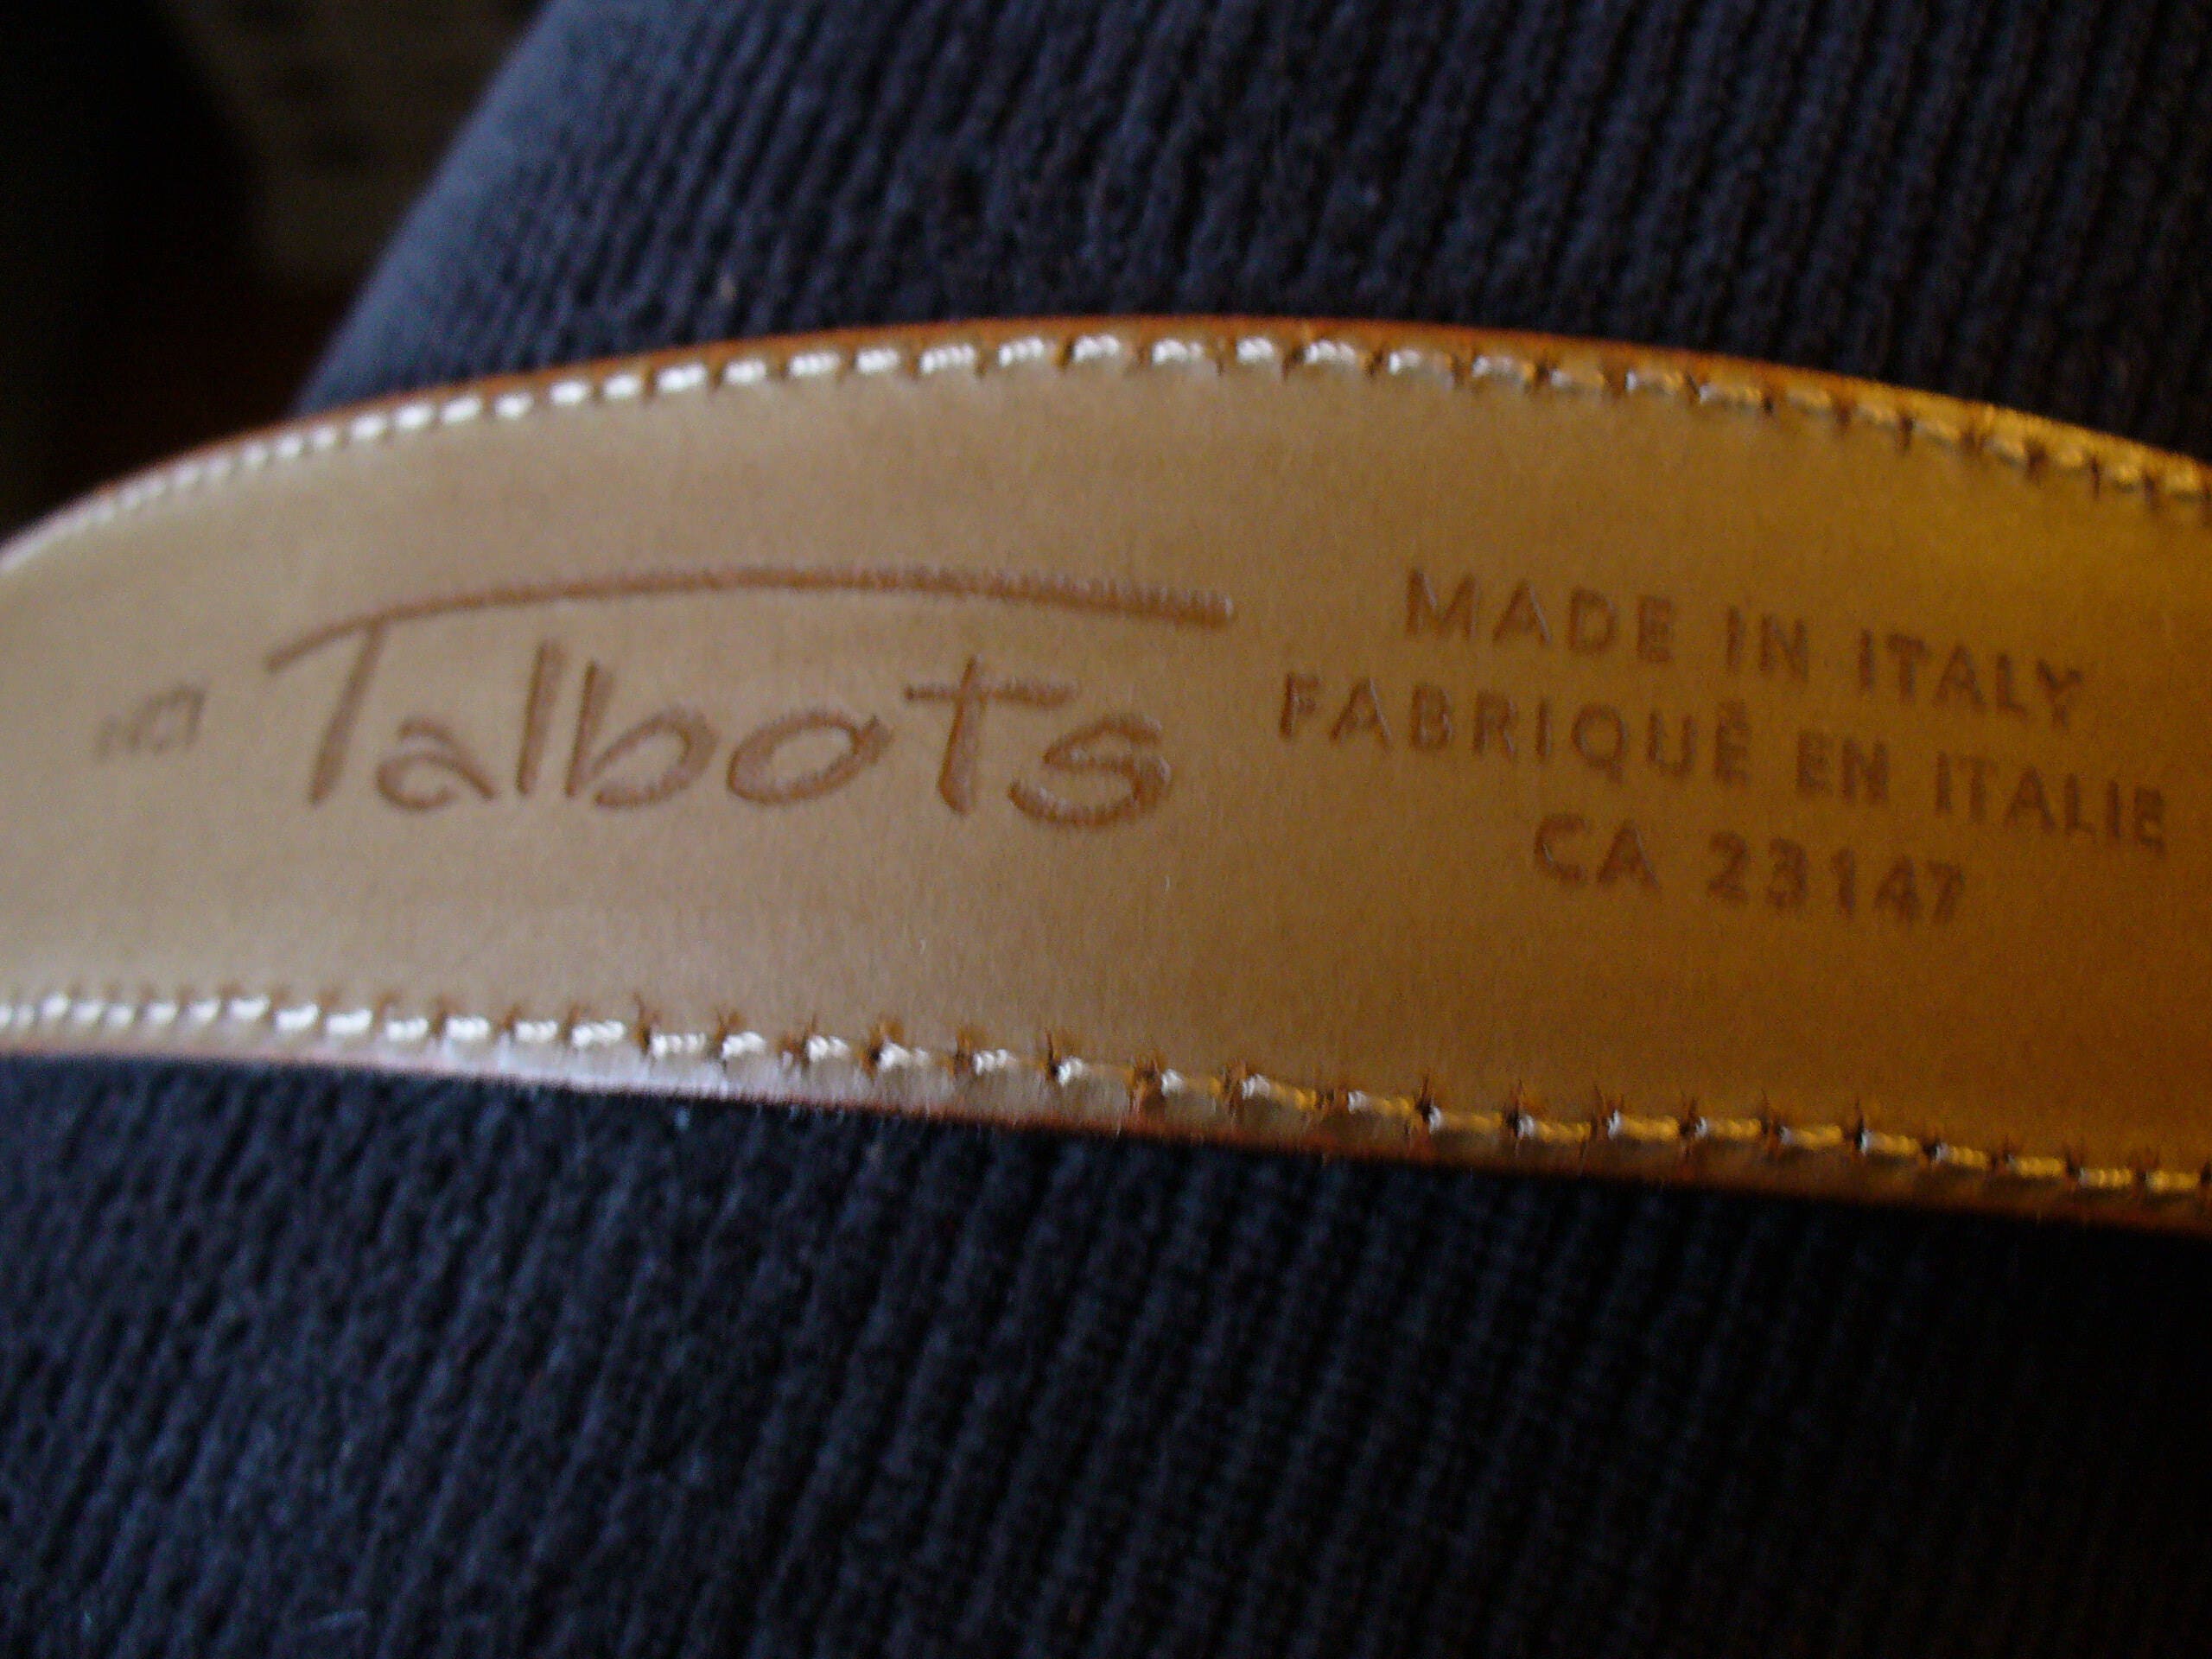 Talbots
MADE IN ITALY
FABRIQUÉ EN ITALIE
CA 23147